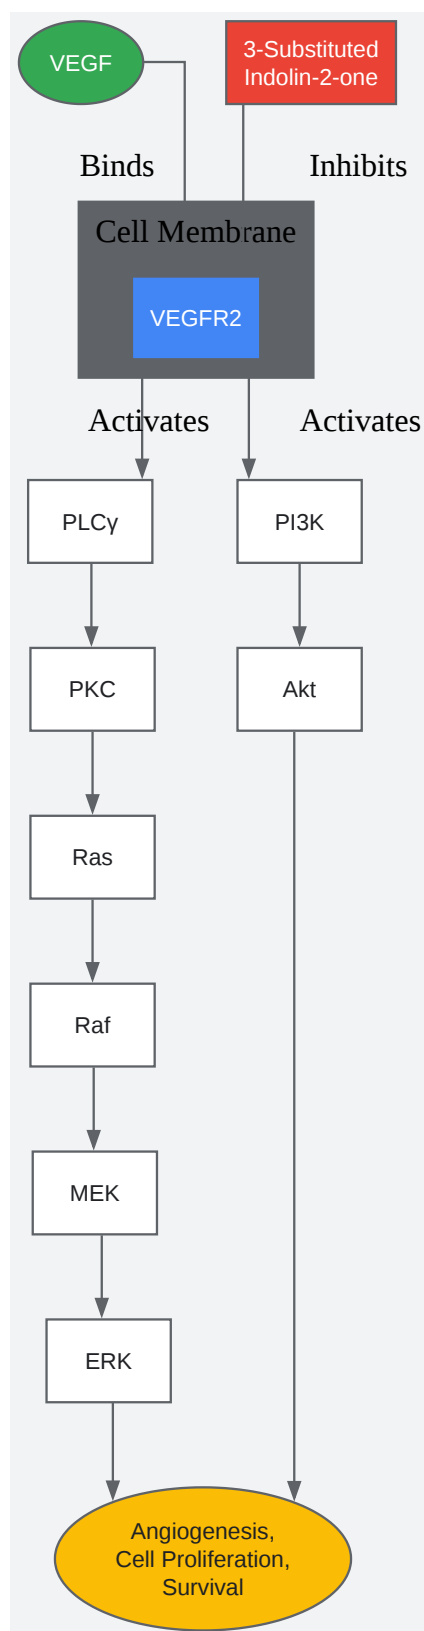 VEGF
3-Substituted
Indolin-2-one
Binds
Inhibits
Cell Membrane
VEGFR2
Activates
Activates
PLCγ
PI3K
PKC
Akt
Ras
Raf
MEK
ERK
Angiogenesis,
Cell Proliferation,
Survival